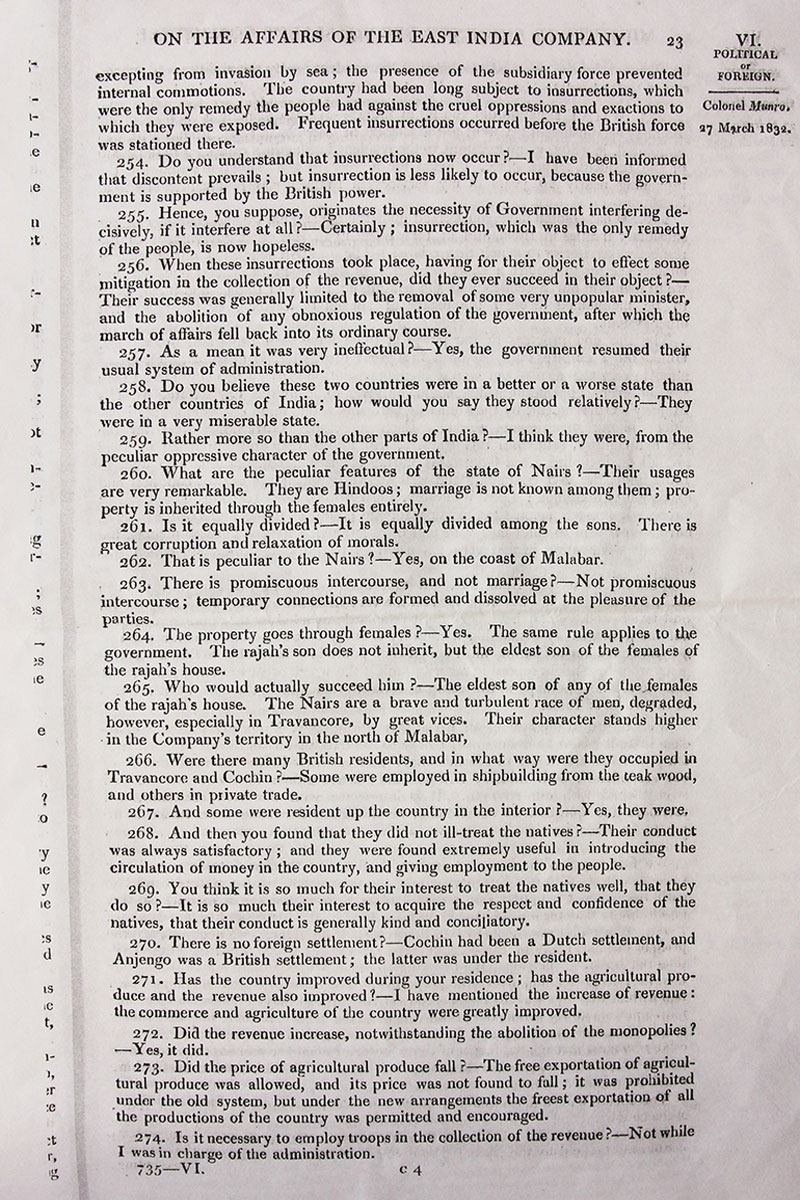 ON THE AFFAIRS OF THE EAST INDIA COMPANY. 23
VI.
POLITICAL
or
FOREIGN.
Colonel Munro.
27 March 1832.
excepting from invasion by sea; the presence of the subsidiary force prevented
internal commotions. The country had been long subject to insurrections, which
were the only remedy the people had against the cruel oppressions and exactions to
which they were exposed. Frequent insurrections occurred before the British force
was stationed there.
254. Do you understand that insurrections now occur?—I have been informed
that discontent prevails; but insurrection is less likely to occur, because the govern-
ment is supported by the British power.
255. Hence, you suppose, originates the necessity of Government interfering de-
cisively, if it interfere at all?—Certainly; insurrection, which was the only remedy
of the people, is now hopeless.
256. When these insurrections took place, having for their object to effect some
mitigation in the collection of the revenue, did they ever succeed in their object?—
Their success was generally limited to the removal of some very unpopular minister,
and the abolition of any obnoxious regulation of the government, after which the
march of affairs fell back into its ordinary course.
257. As a mean it was very ineffectual?—Yes, the government resumed their
usual system of administration.
258. Do you believe these two countries were in a better or a worse state than
the other countries of India; how would you say they stood relatively?—They
were in a very miserable state.
259. Rather more so than the other parts of India?—I think they were, from the
peculiar oppressive character of the government.
260. What are the peculiar features of the state of Nairs?—Their usages
are very remarkable. They are Hindoos; marriage is not known among them; pro-
perty is inherited through the females entirely.
261. Is it equally divided?—It is equally divided among the sons. There is
great corruption and relaxation of morals.
262. That is peculiar to the Nairs?—Yes, on the coast of Malabar.
263. There is promiscuous intercourse, and not marriage?—Not promiscuous
intercourse; temporary connections are formed and dissolved at the pleasure of the
parties.
264. The property goes through females?—Yes. The same rule applies to the
government. The rajah's son does not inherit, but the eldest son of the females of
the rajah's house.
265. Who would actually succeed him?—The eldest son of any of the females
of the rajah's house. The Nairs are a brave and turbulent race of men, degraded,
however, especially in Travancore, by great vices. Their character stands higher
in the Company's territory in the north of Malabar,
266. Were there many British residents, and in what way were they occupied in
Travancore and Cochin?—Some were employed in shipbuilding from the teak wood,
and others in private trade.
267. And some were resident up the country in the interior?—Yes, they were.
268. And then you found that they did not ill-treat the natives?—Their conduct
was always satisfactory; and they were found extremely useful in introducing the
circulation of money in the country, and giving employment to the people.
269. You think it is so much for their interest to treat the natives well, that they
do so?—It is so much their interest to acquire the respect and confidence of the
natives, that their conduct is generally kind and conciliatory.
270. There is no foreign settlement?—Cochin had been a Dutch settlement, and
Anjengo was a British settlement; the latter was under the resident.
271. Has the country improved during your residence; has the agricultural pro-
duce and the revenue also improved?—I have mentioned the increase of revenue:
the commerce and agriculture of the country were greatly improved.
272. Did the revenue increase, notwithstanding the abolition of the monopolies?
—Yes, it did.
273. Did the price of agricultural produce fall?—The free exportation of agricul-
tural produce was allowed, and its price was not found to fall; it was prohibited
under the old system, but under the new arrangements the freest exportation of all
the productions of the country was permitted and encouraged.
274. Is it necessary to employ troops in the collection of the revenue?—Not while
I was in charge of the administration.
735—VI. C 4